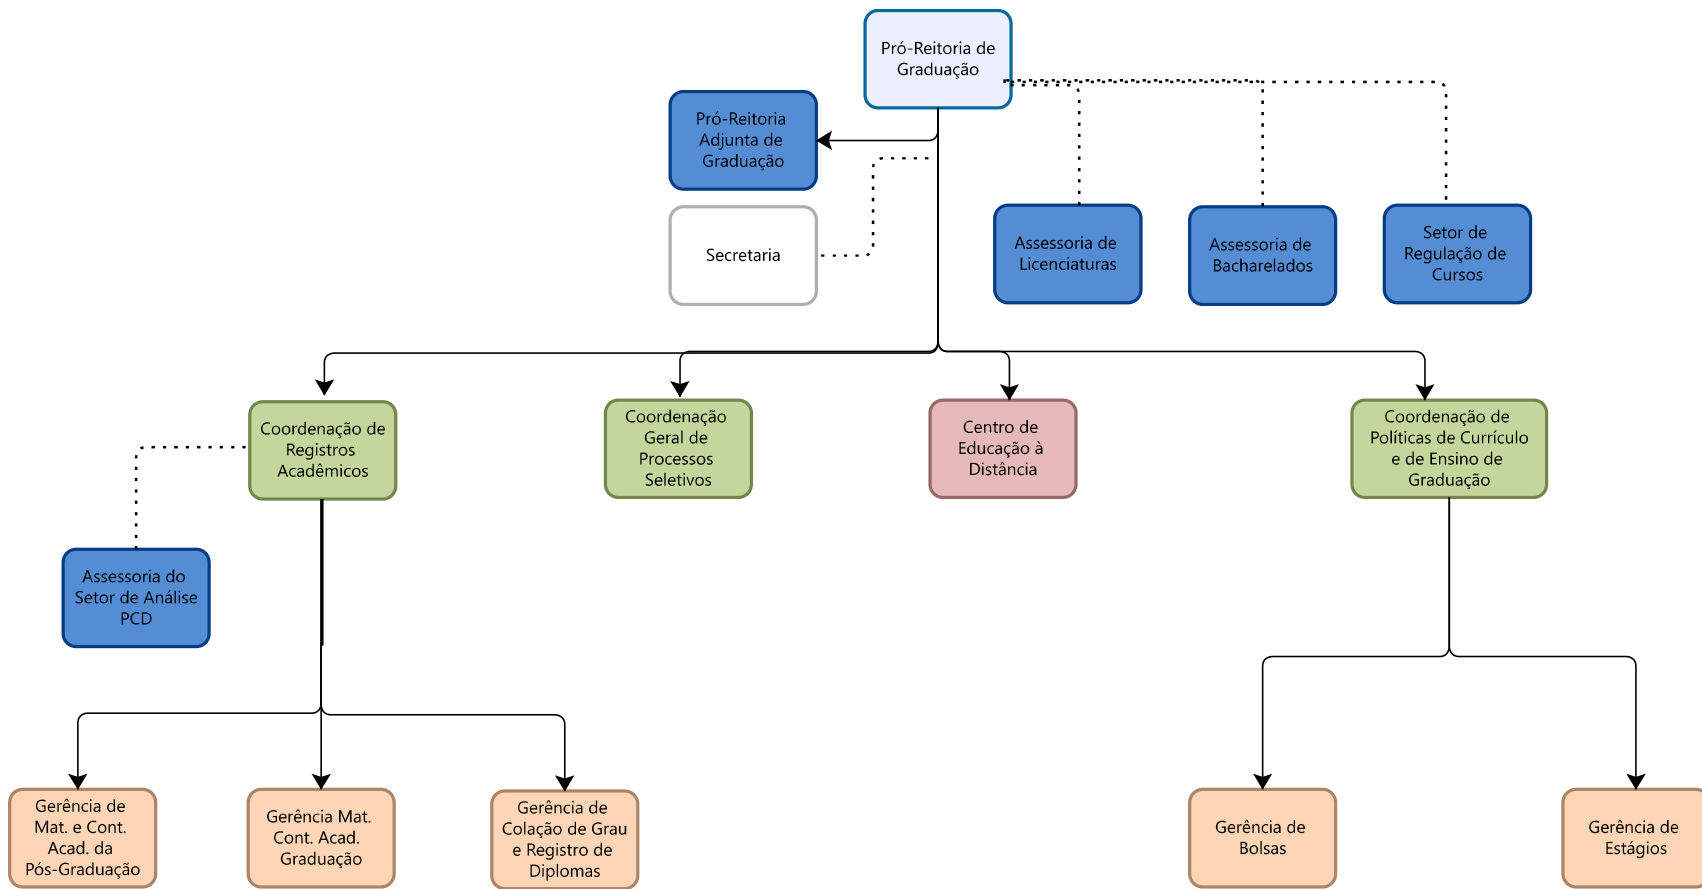 Pró-Reitoria de
Graduação
Pró-Reitoria
Adjunta de
Graduação
Secretaria
Assessoria de
Licenciaturas
Assessoria de
Bacharelados
Setor de
Regulação de
Cursos
Coordenação de
Registros
Acadêmicos
Coordenação
Geral de
Processos
Seletivos
Centro de
Educação à
Distância
Coordenação de
Políticas de Currículo
e de Ensino de
Graduação
Assessoria do
Setor de Análise
PCD
Gerência de
Mat. e Cont.
Acad. da
Pós-Graduação
Gerência Mat.
Cont. Acad.
Graduação
Gerência de
Colação de Grau
e Registro de
Diplomas
Gerência de
Bolsas
Gerência de
Estágios